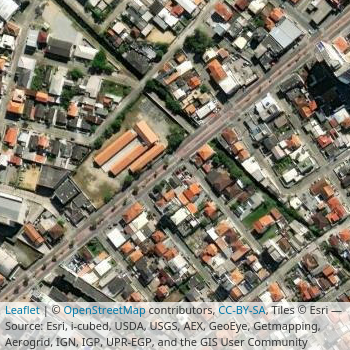 Leaflet | © OpenStreetMap contributors, CC-BY-SA, Tiles © Esri —
Source: Esri, i-cubed, USDA, USGS, AEX, GeoEye, Getmapping,
Aerogrid, IGN, IGP, UPR-EGP, and the GIS User Community